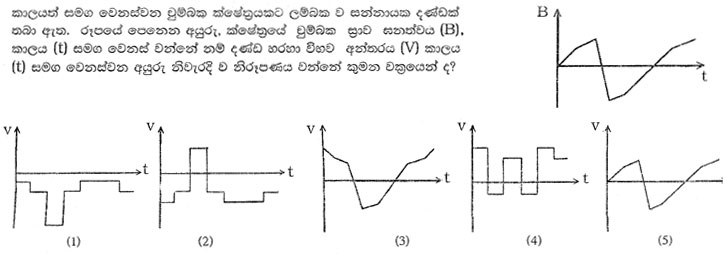 කාලයත් සමග වෙනස්වන චුම්බක ක්ෂේත්‍රයකට ලම්බක ව සන්නායක දණ්ඩක්
තබා ඇත. රූපයේ පෙනෙන අයුරු, ක්ෂේත්‍රයේ චුම්බක ස්‍රාව ඝනත්වය (B),
කාලය (t) සමග වෙනස් වන්නේ නම් දණ්ඩ හරහා විභව අන්තරය (V) කාලය
(t) සමග වෙනස්වන අයුරු නිවැරදි ව නිරූපණය වන්නේ කුමන වක්‍රයෙන් ද?
B
t
V
t
(1)
V
t
(2)
V
t
(3)
V
t
(4)
V
t
(5)